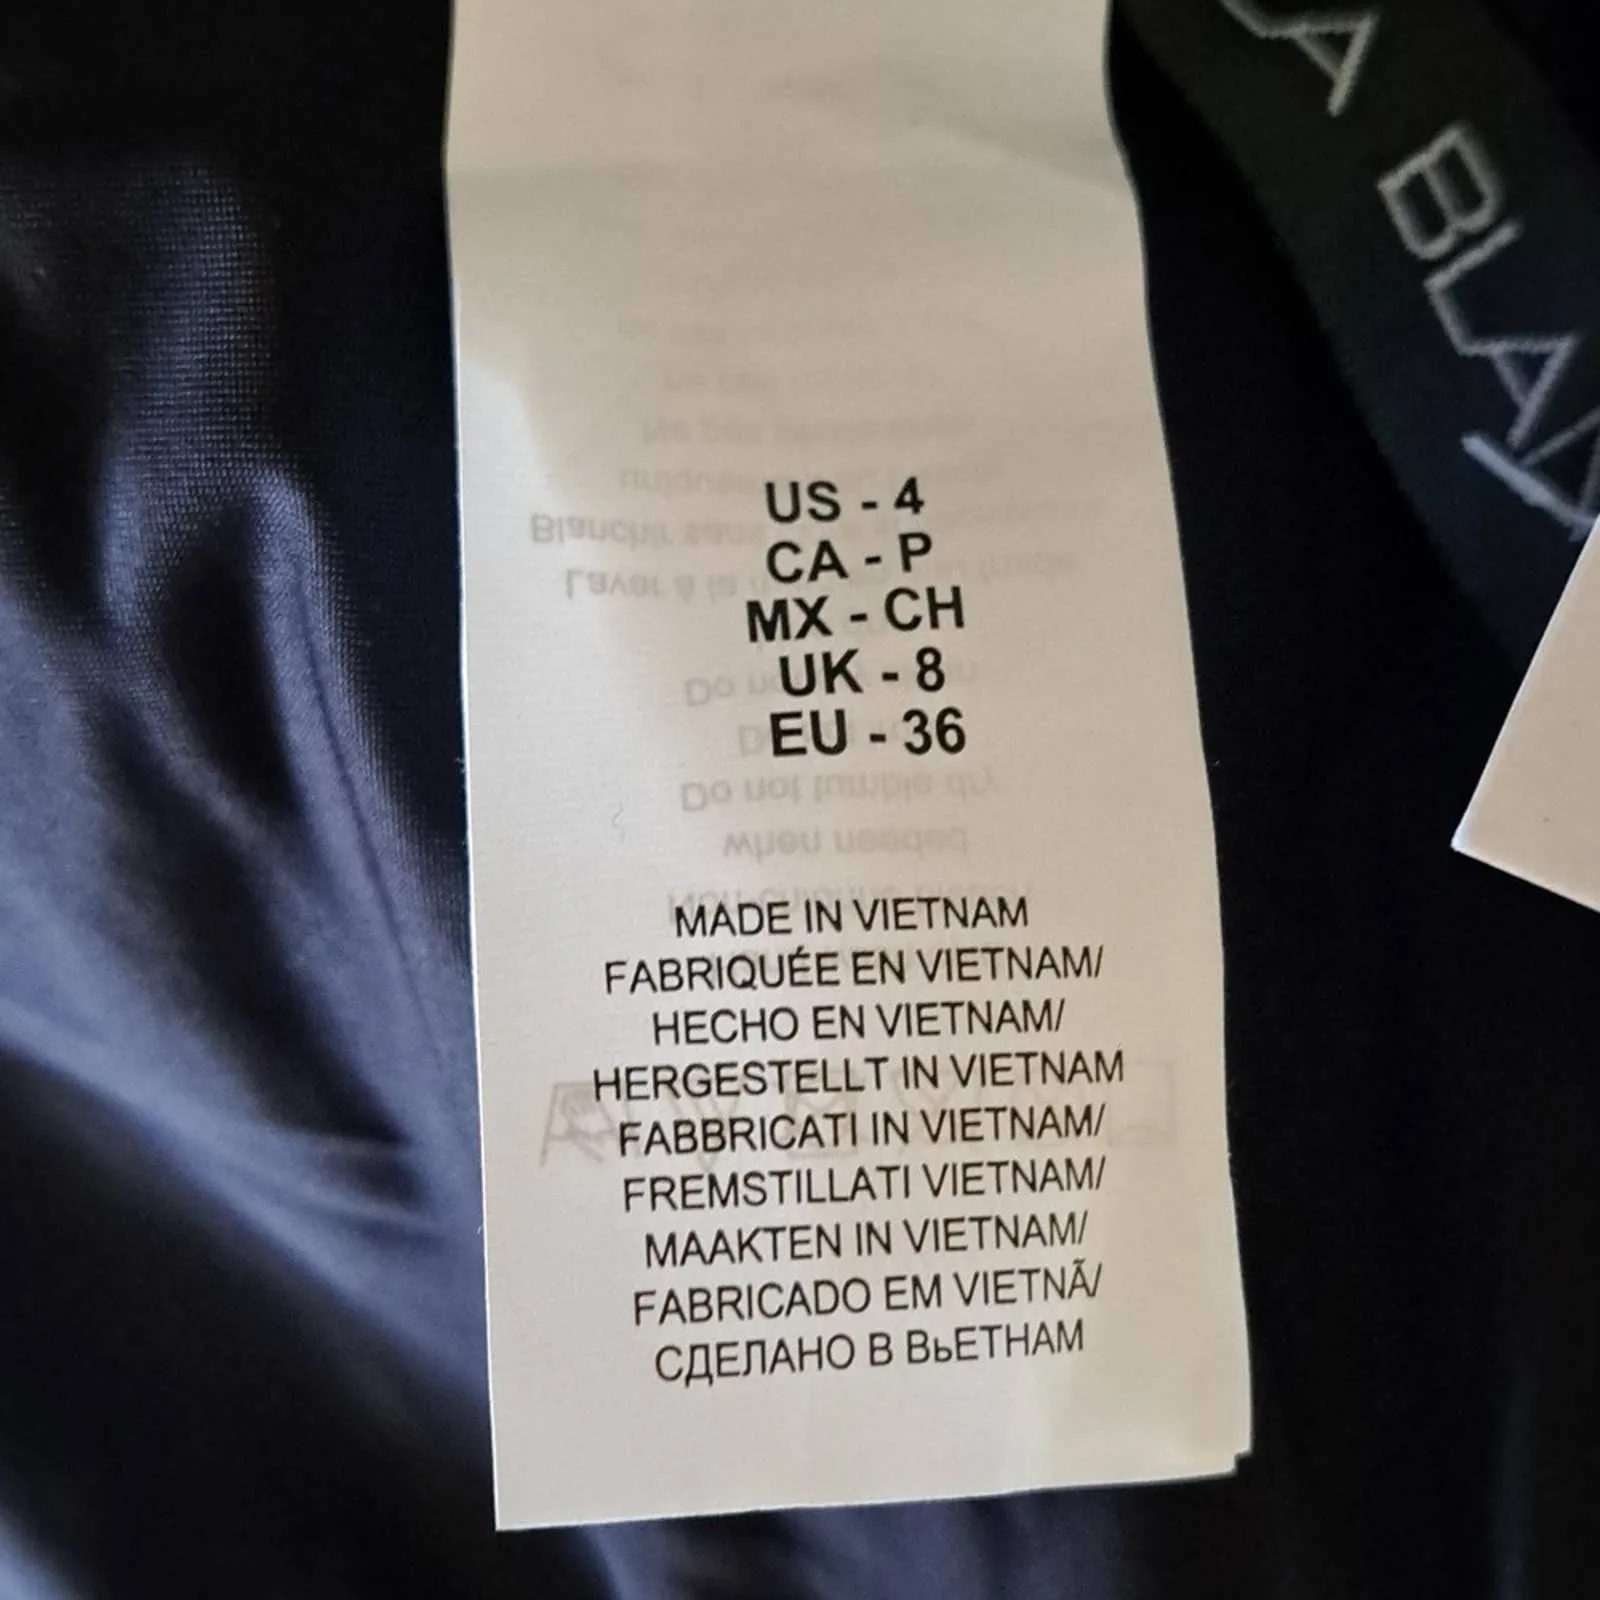 US - 4
CA - P
MX - CH
UK - 8
EU - 36
MADE IN VIETNAM
FABRIQUÉE EN VIETNAM/
HECHO EN VIETNAM/
HERGESTELLT IN VIETNAM
FABBRICATI IN VIETNAM/
FREMSTILLATI VIETNAM/
MAAKTEN IN VIETNAM/
FABRICADO EM VIETNÃ/
СДЕЛАНО В ВьЕТНАМ